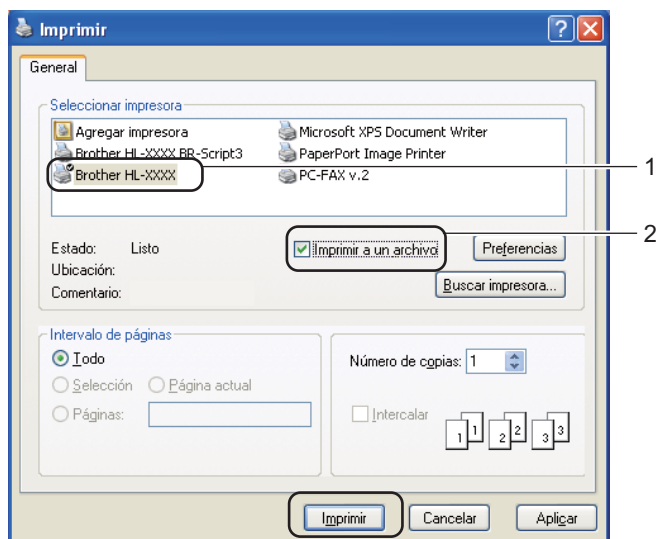 Imprimir
General
Seleccionar impresora
Agregar impresora
Microsoft XPS Document Writer
Brother HL-XXXX BR-Script3
PaperPort Image Printer
Brother HL-XXXX
PC-FAX v.2
1
2
Estado: Listo
Imprimir a un archivo
Preferencias
Ubicación:
Comentario:
Buscar impresora...
Intervalo de páginas
Todo
Selección
Página actual
Páginas:
Número de copias: 1
Intercalar
1 1 2 2 3 3
Imprimir
Cancelar
Aplicar